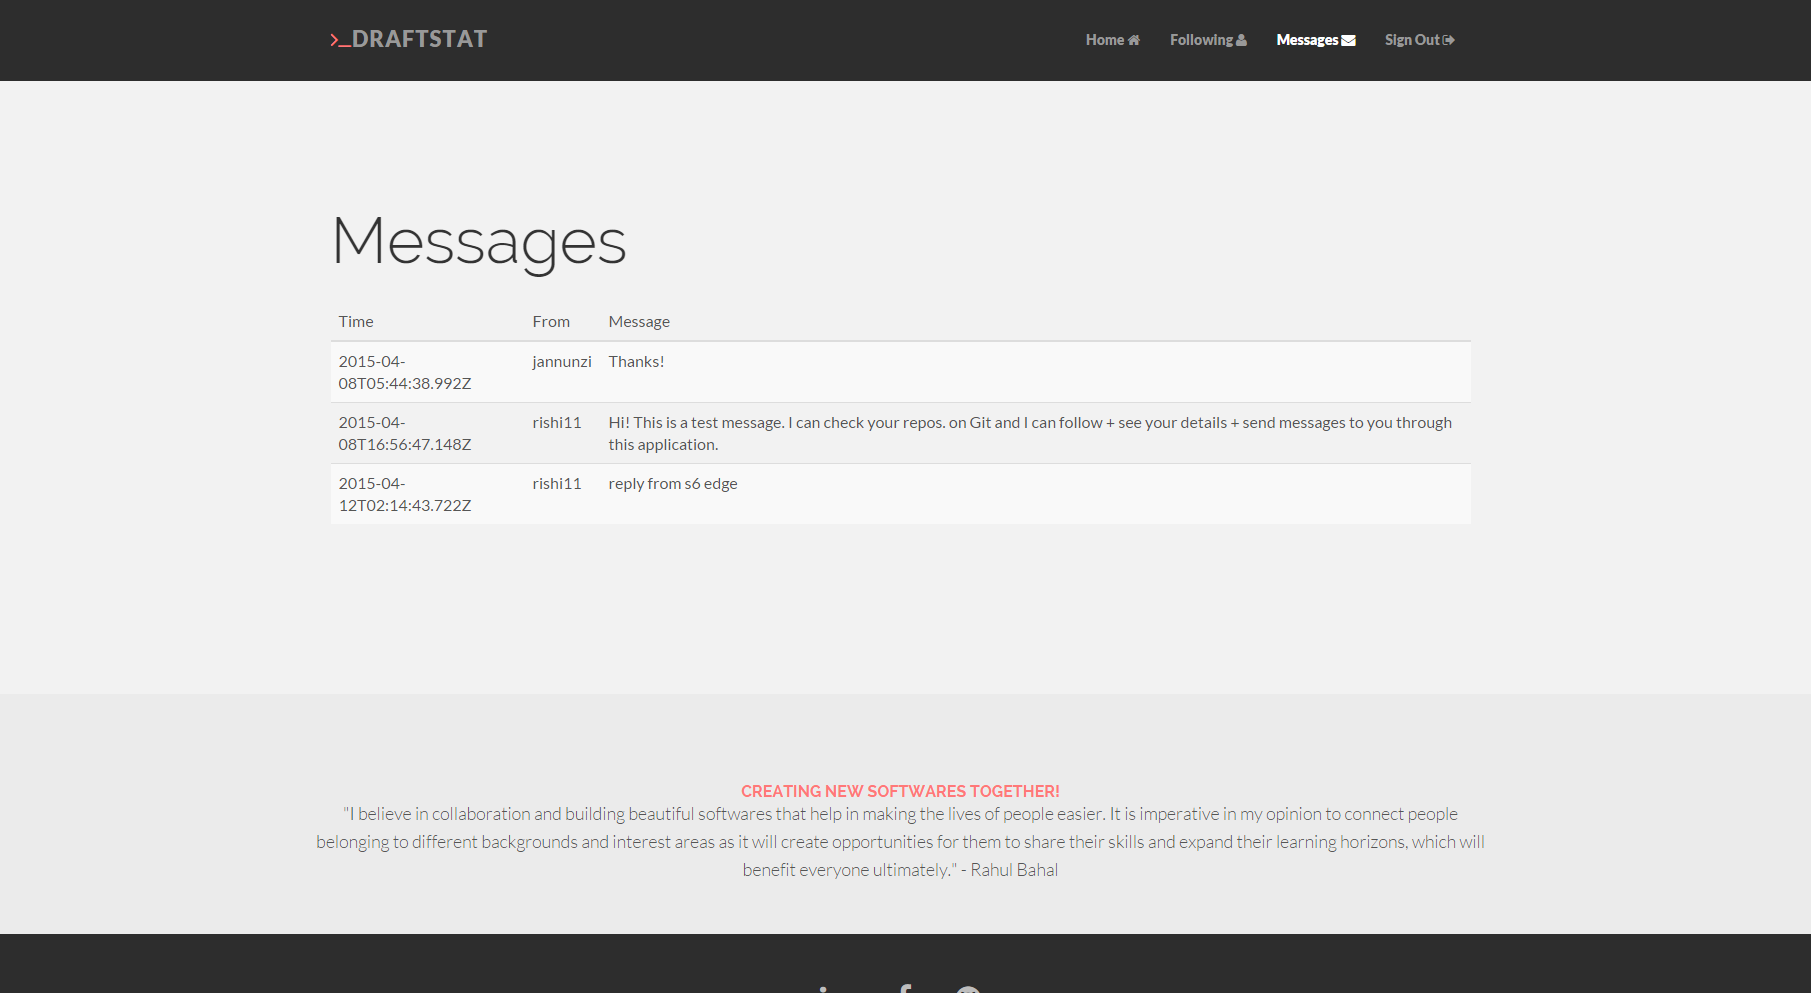 >_DRAFTSTAT
Home Following Messages Sign Out
Messages
Time From Message
2015-04-
08T05:44:38.992Z jannunzi Thanks!
2015-04-
08T16:56:47.148Z rishi11 Hi! This is a test message. I can check your repos. on Git and I can follow + see your details + send messages to you through
this application.
2015-04-
12T02:14:43.722Z rishi11 reply from s6 edge
CREATING NEW SOFTWARES TOGETHER!
"I believe in collaboration and building beautiful softwares that help in making the lives of people easier. It is imperative in my opinion to connect people
belonging to different backgrounds and interest areas as it will create opportunities for them to share their skills and expand their learning horizons, which will
benefit everyone ultimately." - Rahul Bahal